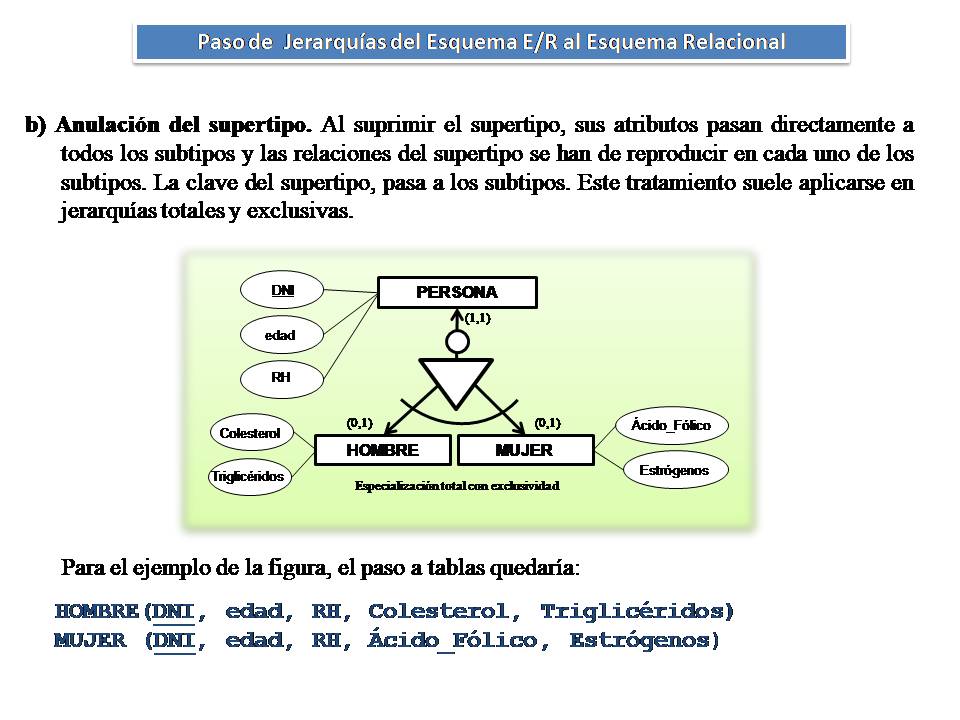 Paso de Jerarquías del Esquema E/R al Esquema Relacional
b) Anulación del supertipo. Al suprimir el supertipo, sus atributos pasan directamente a
todos los subtipos y las relaciones del supertipo se han de reproducir en cada uno de los
subtipos. La clave del supertipo, pasa a los subtipos. Este tratamiento suele aplicarse en
jerarquías totales y exclusivas.
DNI
PERSONA
(1,1)
edad
RH
(0,1)
(0,1)
Colesterol
Ácido_Fólico
HOMBRE
MUJER
Triglicéridos
Estrógenos
Especialización total con exclusividad
Para el ejemplo de la figura, el paso a tablas quedaría:
HOMBRE(DNI, edad, RH, Colesterol, Triglicéridos)
MUJER (DNI, edad, RH, Ácido_Fólico, Estrógenos)